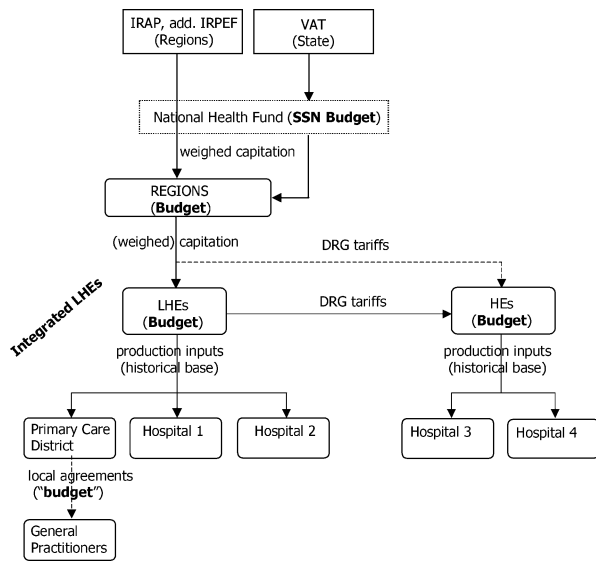 IRAP, add. IRPEF
(Regions)
VAT
(State)
National Health Fund (SSN Budget)
weighed capitation
REGIONS
(Budget)
(weighed) capitation
DRG tariffs
Integrated LHEs
LHEs
(Budget)
DRG tariffs
HEs
(Budget)
production inputs
(historical base)
production inputs
(historical base)
Primary Care
District
Hospital 1
Hospital 2
Hospital 3
Hospital 4
local agreements
("budget")
General
Practitioners